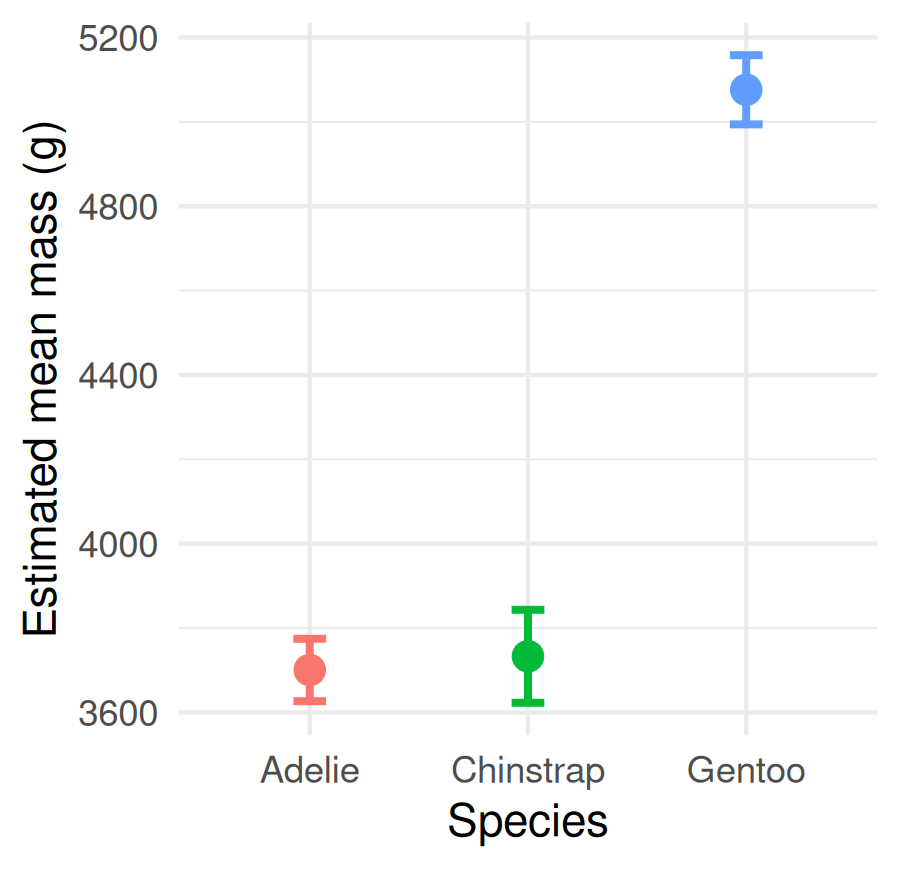 Estimated mean mass (g)
5200
4800
4400
4000
3600
Adelie Chinstrap Gentoo
Species